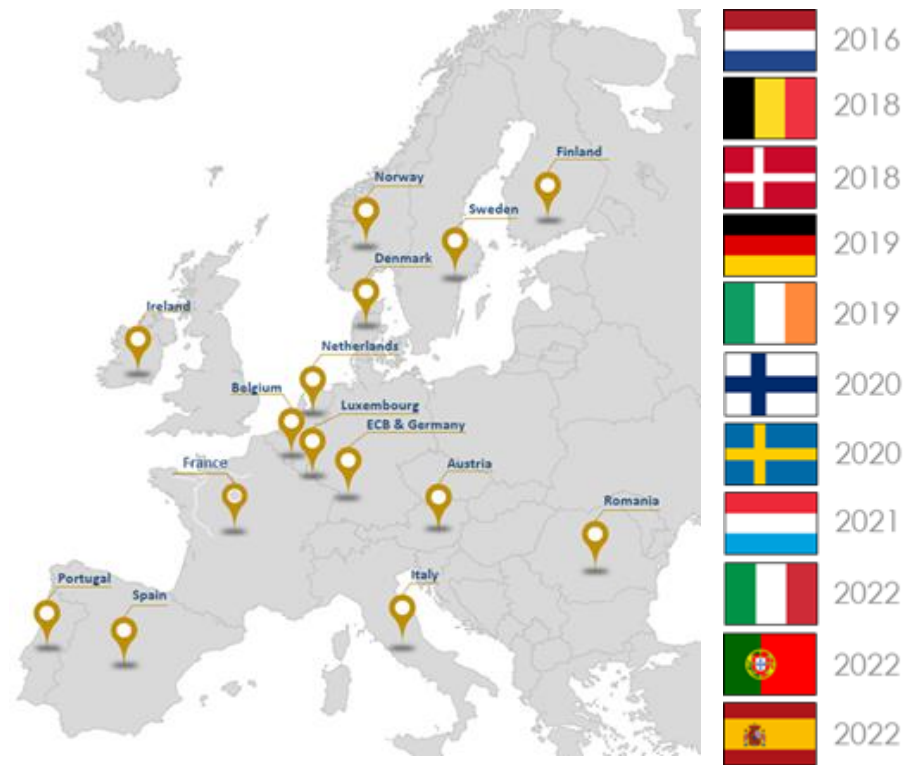 Finland
Norway
Sweden
Denmark
Ireland
Netherlands
Belgium
Luxembourg
ECB & Germany
France
Austria
Romania
Portugal
Spain
Italy
2016
2018
2018
2019
2019
2020
2020
2021
2022
2022
2022